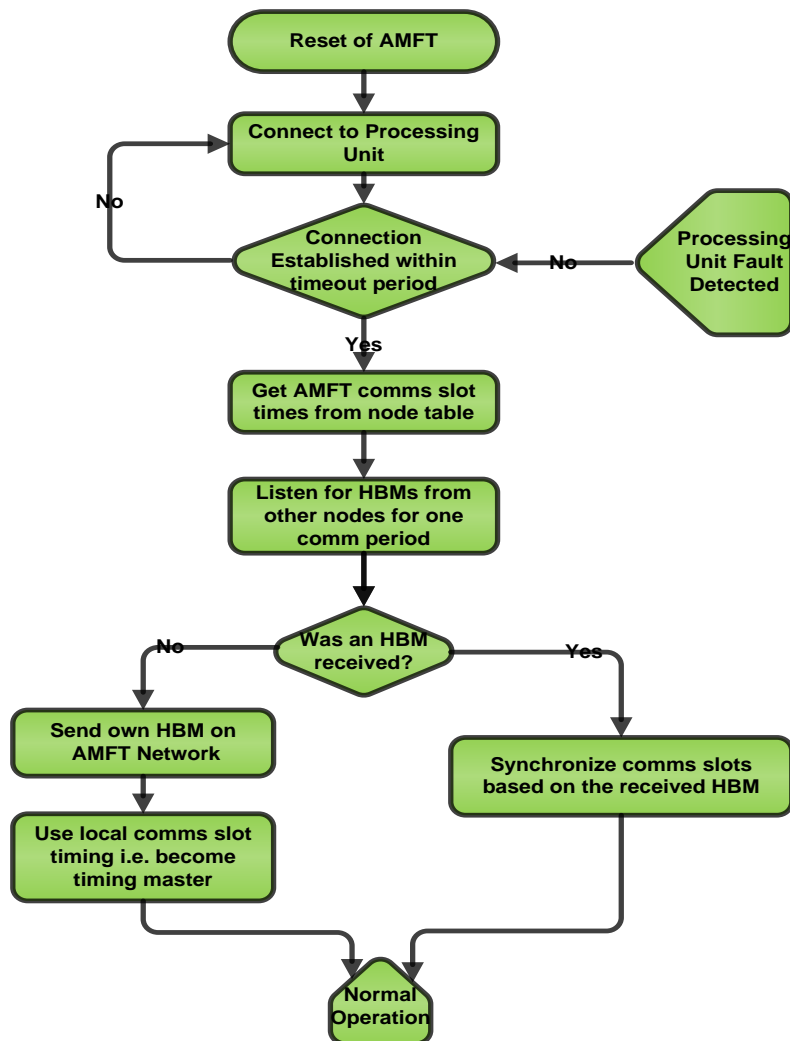 Reset of AMFT
Connect to Processing
Unit
No
Connection
Established within
timeout period
No
Processing
Unit Fault
Detected
Yes
Get AMFT comms slot
times from node table
Listen for HBMs from
other nodes for one
comm period
No
Was an HBM
received?
Yes
Send own HBM on
AMFT Network
Synchronize comms slots
based on the received HBM
Use local comms slot
timing i.e. become
timing master
Normal
Operation